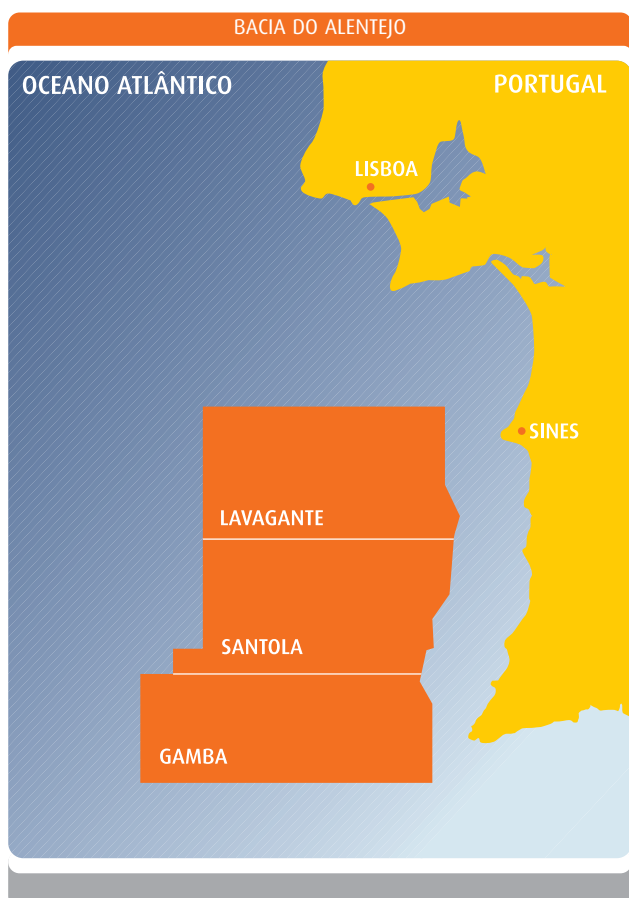 BACIA DO ALENTEJO
OCEANO ATLÂNTICO
PORTUGAL
LISBOA
SINES
LAVAGANTE
SANTOLA
GAMBA